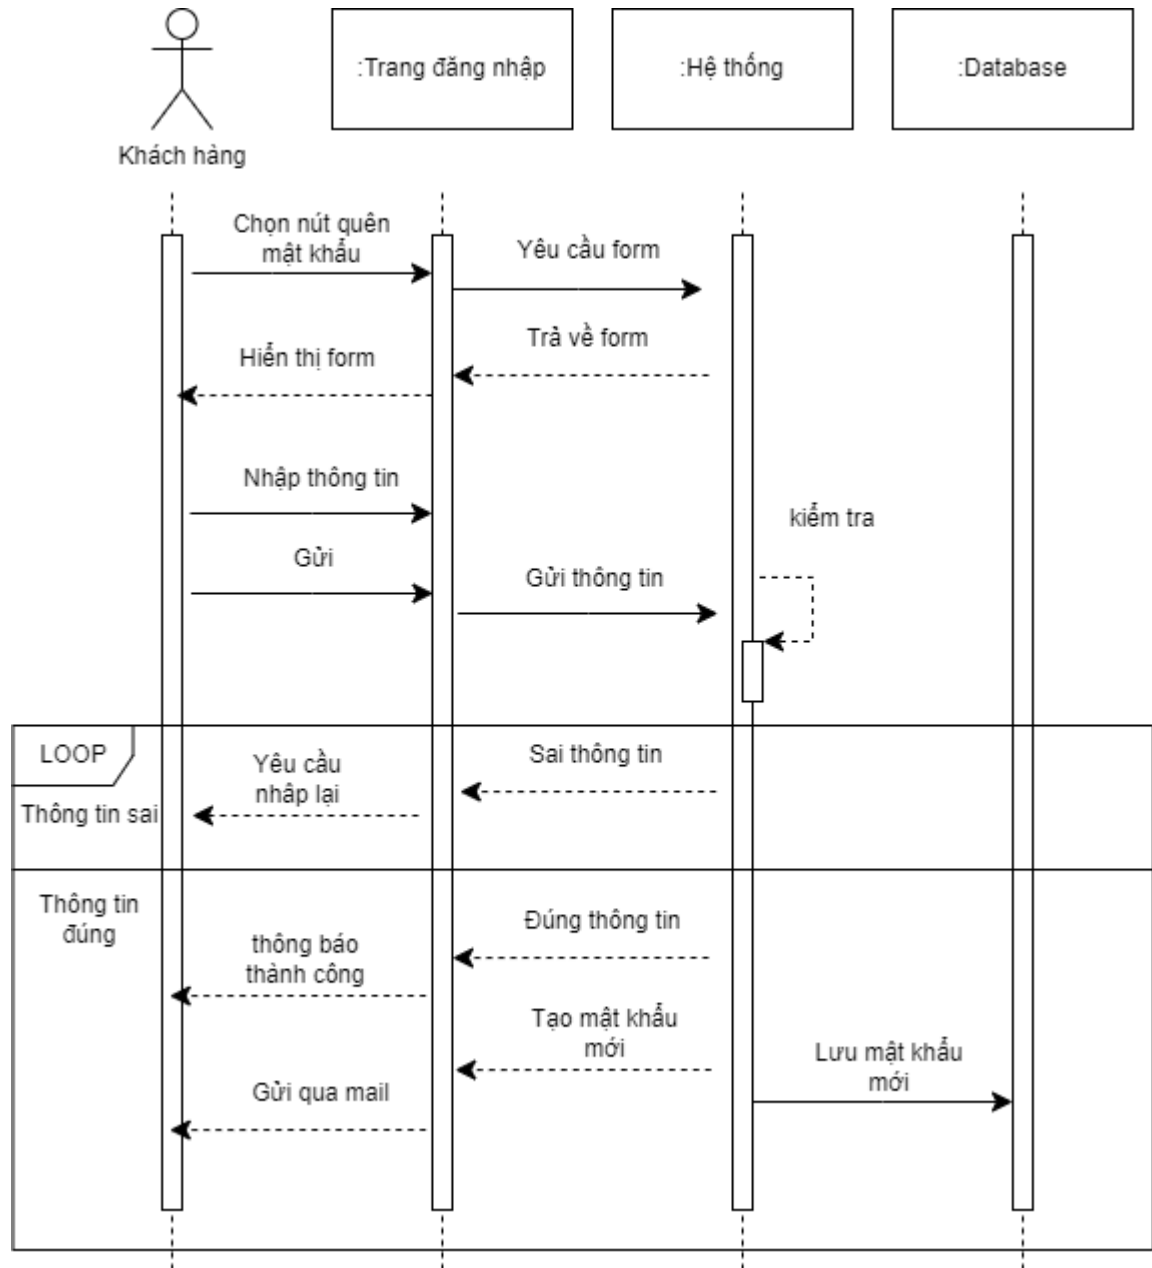 :Trang đăng nhập
:Hệ thống
:Database
Khách hàng
Chọn nút quên
mật khẩu
Yêu cầu form
Trả về form
Hiển thị form
Nhập thông tin
kiểm tra
Gửi
Gửi thông tin
LOOP
Sai thông tin
Yêu cầu
nhâp lại
Thông tin sai
Thông tin
đúng
Đúng thông tin
thông báo
thành công
Tạo mật khẩu
mới
Lưu mật khẩu
mới
Gửi qua mail